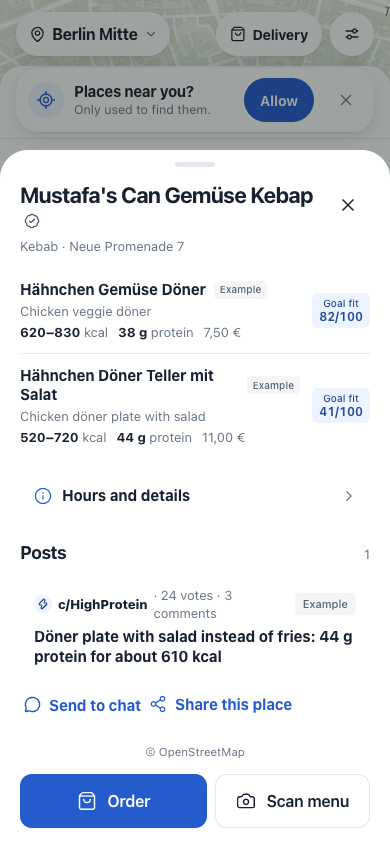 Berlin Mitte
Delivery
Places near you?
Only used to find them.
Allow
Mustafa's Can Gemüse Kebap
Kebab · Neue Promenade 7
Hähnchen Gemüse Döner Example
Chicken veggie döner
620–830 kcal 38 g protein 7,50 €
Goal fit
82/100
Hähnchen Döner Teller mit
Salat
Example
Chicken döner plate with salad
520–720 kcal 44 g protein 11,00 €
Goal fit
41/100
Hours and details
Posts 1
c/HighProtein · 24 votes · 3
comments
Example
Döner plate with salad instead of fries: 44 g
protein for about 610 kcal
Send to chat Share this place
© OpenStreetMap
Order Scan menu